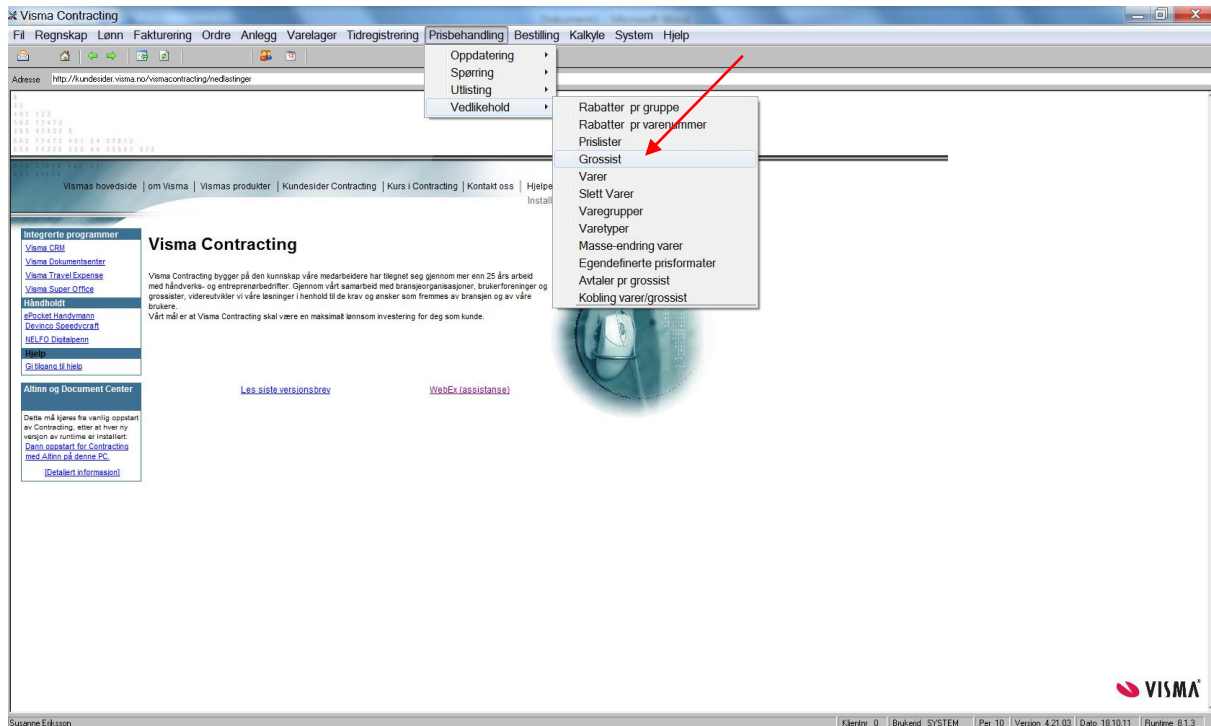 Visma Contracting
Fil Regnskap Lønn Fakturering Ordre Anlegg Varelager Tidregistrering Prisbehandling Bestilling Kalkyle System Hjelp
Oppdatering
Spørring
Utlisting
Vedlikehold
Adresse http://kundesider.visma.no/vismacontracting/nedlastinger
Rabatter pr gruppe
Rabatter pr varenummer
Prislister
Grossist
Varer
Slett Varer
Varegrupper
Varetyper
Masse-endring varer
Egendefinerte prisformater
Avtaler pr grossist
Kobling varer/grossist
Vismas hovedside | om Visma | Vismas produkter | Kundesider Contracting | Kurs i Contracting | Kontakt oss | Hjelpe
Install
Integrerte programmer
Visma CRM
Visma Dokumentsenter
Visma Travel Expense
Visma Super Office
Håndholdt
ePocket Handymann
Devinco Speedycraft
NELFO Digitalpenn
Hjelp
Gi tilgang til hjelp
Altinn og Document Center
Dette må kjøres fra vanlig oppstart
av Contracting, etter at hver ny
versjon av runtime er installert:
Dann oppstart for Contracting
med Altinn på denne PC.
[Detaljert informasjon]
Visma Contracting
Visma Contracting bygger på den kunnskap våre medarbeidere har tilegnet seg gjennom mer enn 25 års arbeid
med håndverks- og entreprenørbedrifter. Gjennom vårt samarbeid med bransjeorganisasjoner, brukerforeninger og
grossister, videreutvikler vi våre løsninger i henhold til de krav og ønsker som fremmes av bransjen og av våre
brukere.
Vårt mål er at Visma Contracting skal være en maksimalt lønnsom investering for deg som kunde.
Les siste versjonsbrev
WebEx (assistanse)
VISMA
Susanne Eriksson
Klientnr 0 Brukerid SYSTEM Per 10 Version 4.21.03 Dato 18.10.11 Runtime 8.1.3